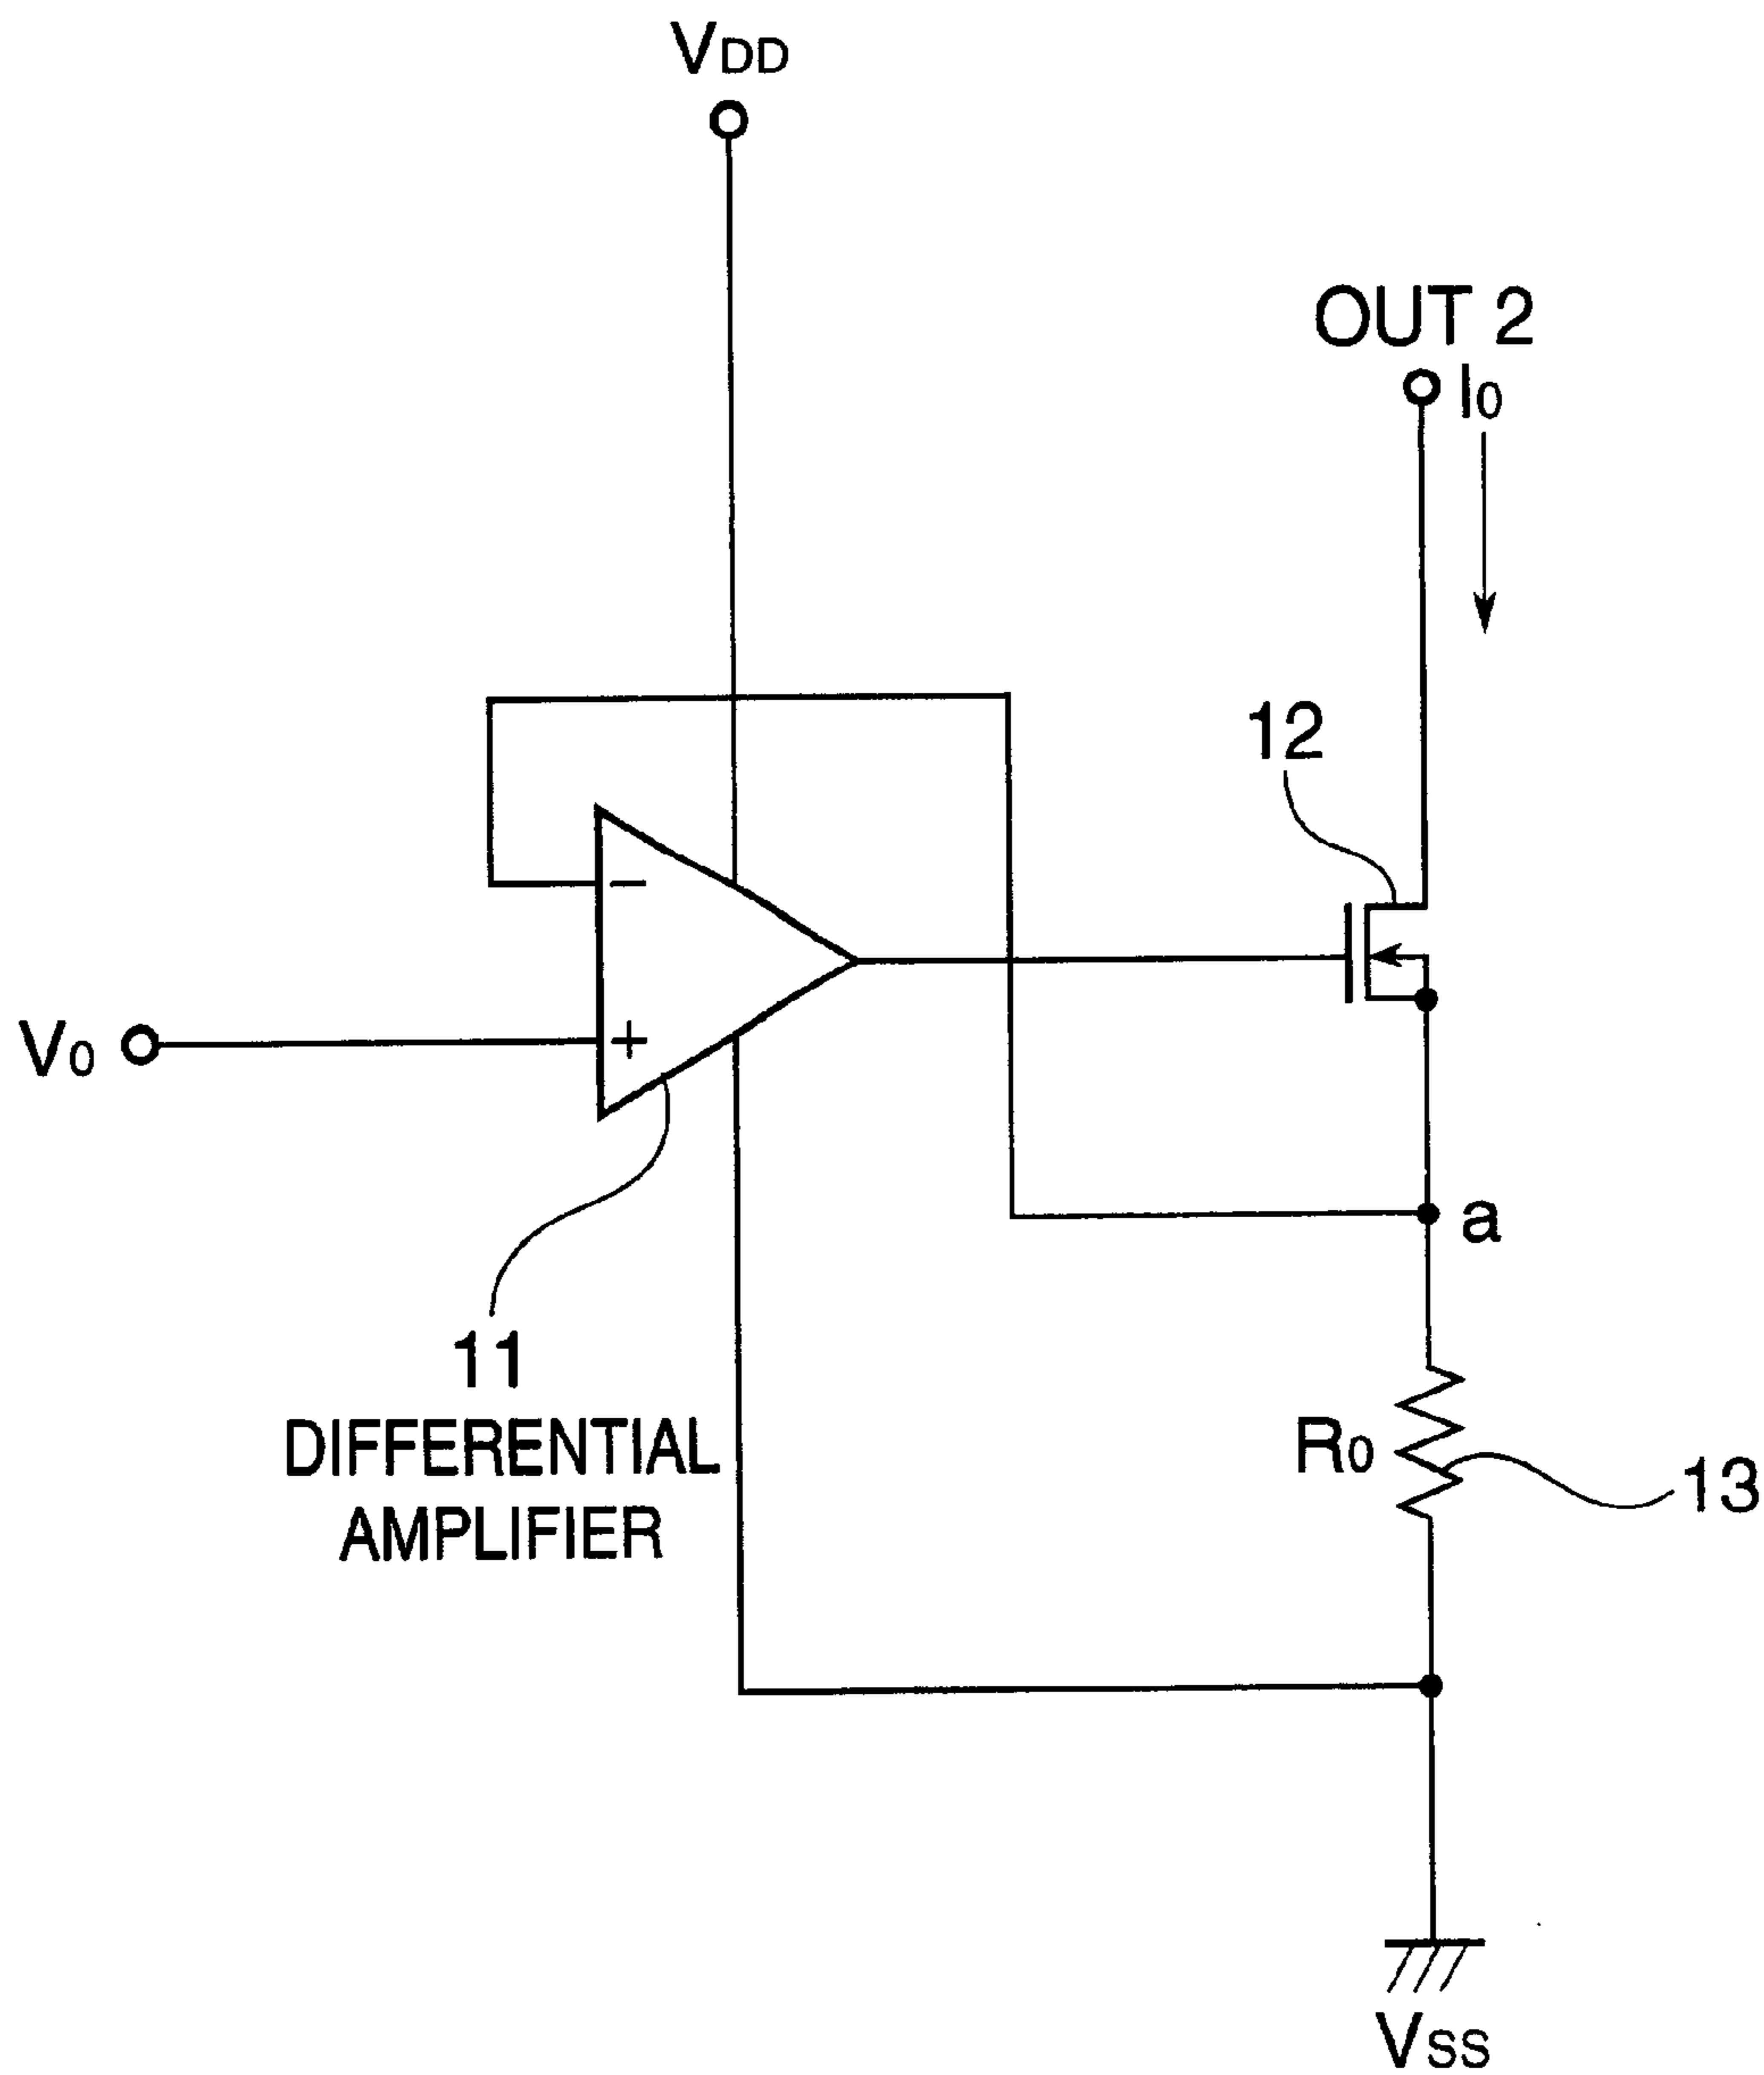 VDD
OUT 2
I0
12
−
V0
+
a
11
DIFFERENTIAL
AMPLIFIER
R0
13
VSS